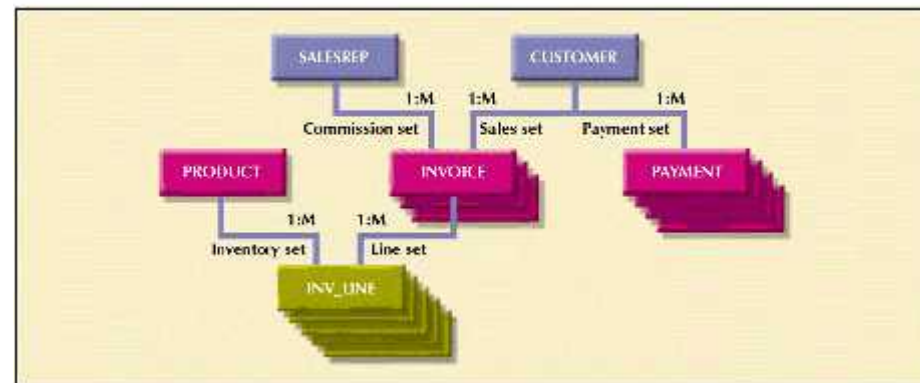 SALESREP CUSTOMER
1:M 1:M 1:M
Commission set Sales set Payment set
PRODUCT INVOICE PAYMENT
1:M 1:M
Inventory set Line set
INV_LINE